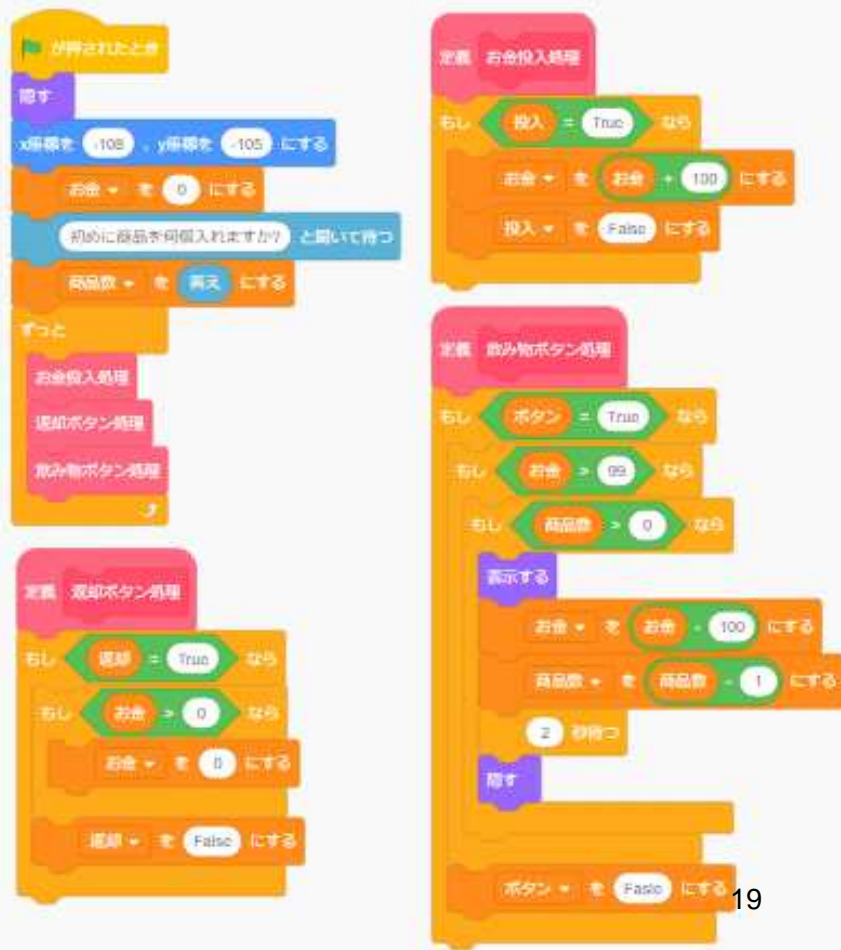 が押されたとき
隠す
x座標を -108 、y座標を -105 にする
お金 を 0 にする
初めに商品を何個入れますか? と聞いて待つ
商品数 を 答え にする
ずっと
お金投入処理
返却ボタン処理
飲み物ボタン処理
定義 返却ボタン処理
もし 返却 = True なら
もし お金 > 0 なら
お金 を 0 にする
返却 を False にする
定義 お金投入処理
もし 投入 = True なら
お金 を お金 + 100 にする
投入 を False にする
定義 飲み物ボタン処理
もし ボタン = True なら
もし お金 > 99 なら
もし 商品数 > 0 なら
表示する
お金 を お金 - 100 にする
商品数 を 商品数 - 1 にする
2 秒待つ
隠す
ボタン を Fasle にする
19